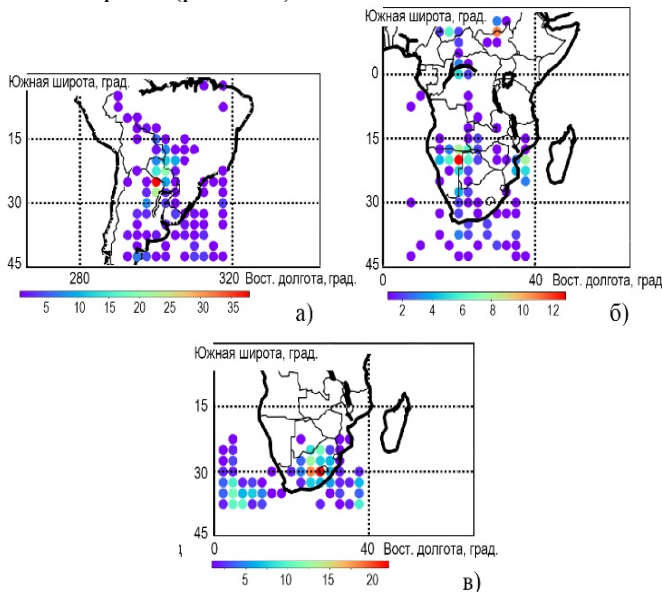 Южная широта, град.
0
15
30
45
0
40
Вост. долгота, град.
2 4 6 8 10 12
б)
Южная широта, град.
15
30
45
280
320
Вост. долгота, град.
5 10 15 20 25 30 35
а)
Южная широта, град.
15
30
45
0
40
Вост. долгота, град.
5 10 15 20
в)